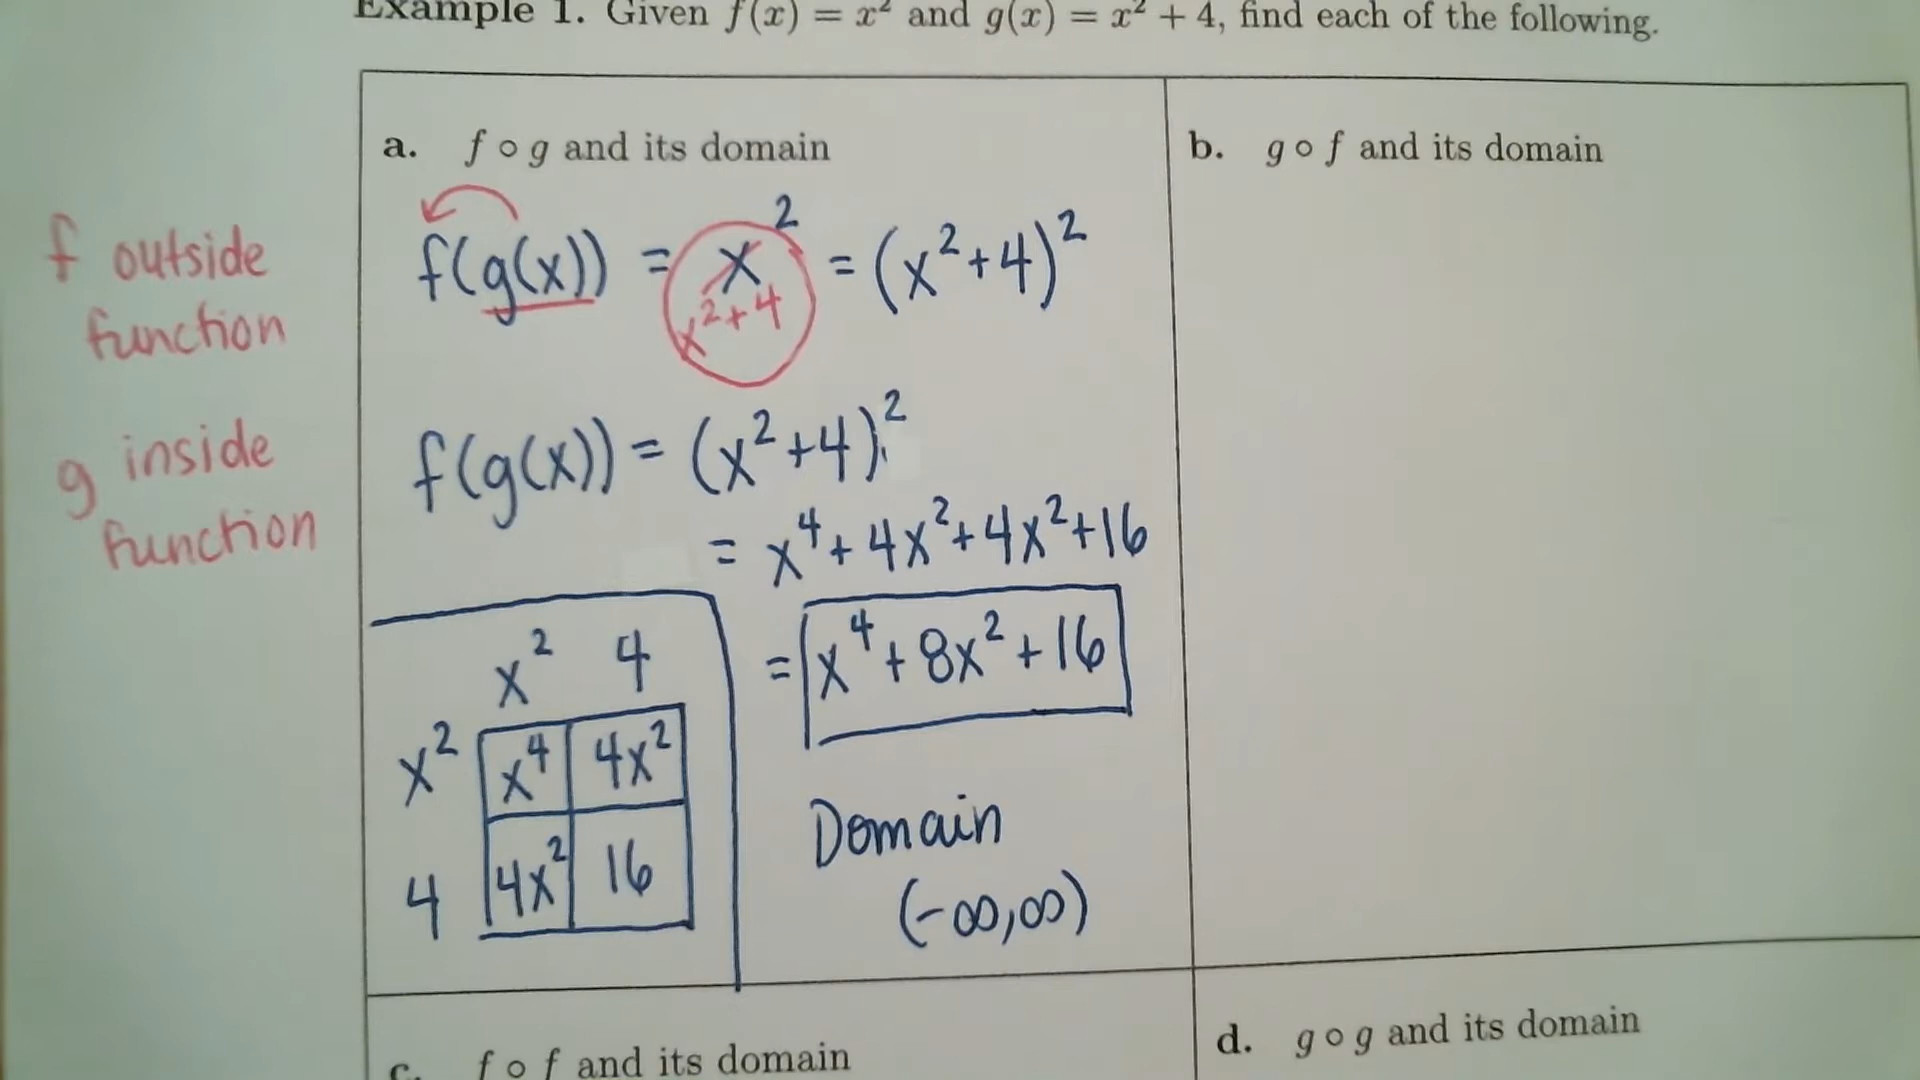 Example 1. Given f(x) = x² and g(x) = x² + 4, find each of the following.
a. f ∘ g and its domain
f(g(x)) = x² = (x²+4)²
x²+4
f outside
function
g inside
function
f(g(x)) = (x²+4)²
= x⁴+4x²+4x²+16
= x⁴+8x²+16
x² 4
x² x⁴ 4x²
4 4x² 16
Domain
(-∞,∞)
b. g ∘ f and its domain
c. f ∘ f and its domain
d. g ∘ g and its domain